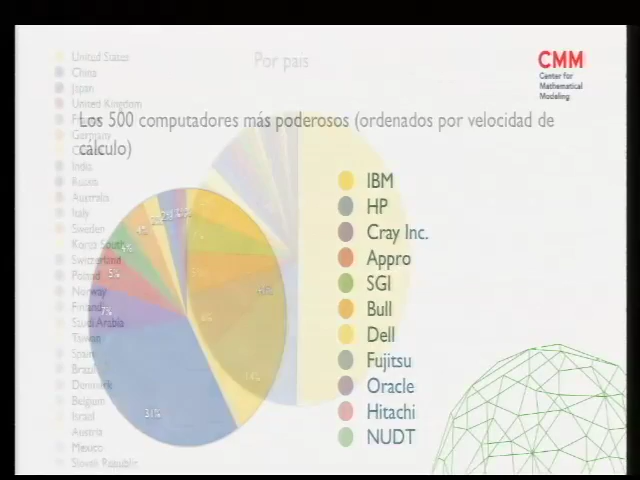 United States
China
Japan
United Kingdom
Germany
India
Russia
Australia
Italy
Sweden
Korea South
Switzerland
Poland
Norway
Finland
Saudi Arabia
Taiwan
Spain
Brazil
Denmark
Belgium
Israel
Austria
Mexico
Slovak Republic
Por pais
CMM
Center for
Mathematical
Modeling
Los 500 computadores más poderosos (ordenados por velocidad de
cálculo)
IBM
HP
Cray Inc.
Appro
SGI
Bull
Dell
Fujitsu
Oracle
Hitachi
NUDT
4%
5%
7%
31%